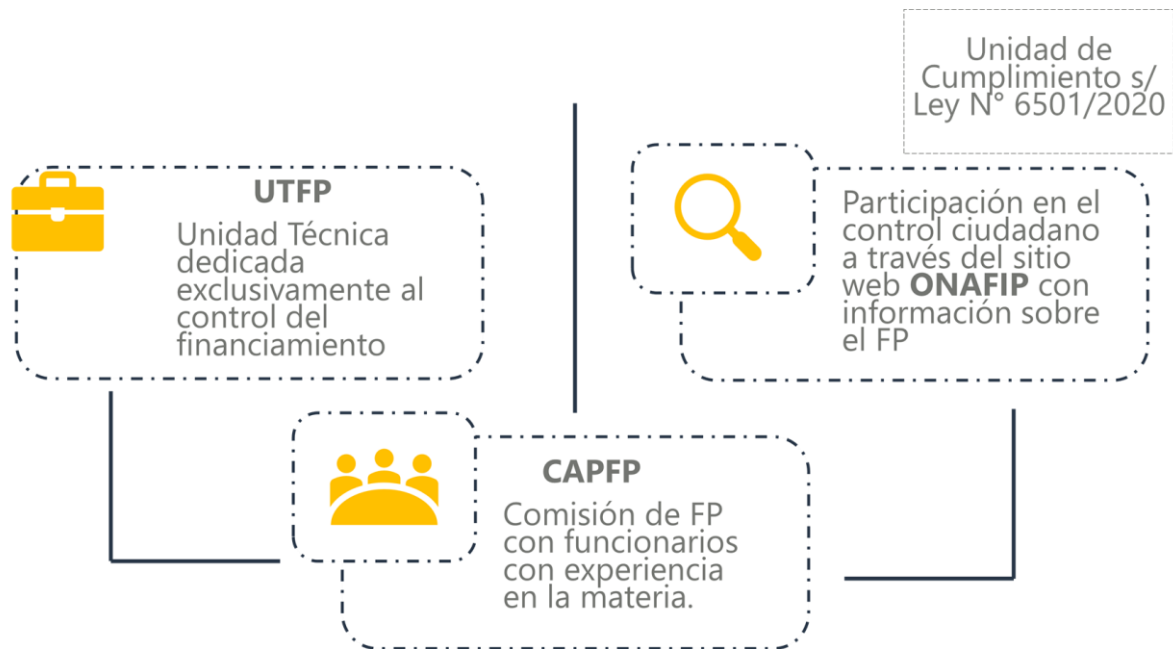 Unidad de
Cumplimiento s/
Ley N° 6501/2020
UTFP
Unidad Técnica
dedicada
exclusivamente al
control del
financiamiento
Participación en el
control ciudadano
a través del sitio
web ONAFIP con
información sobre
el FP
CAPFP
Comisión de FP
con funcionarios
con experiencia
en la materia.